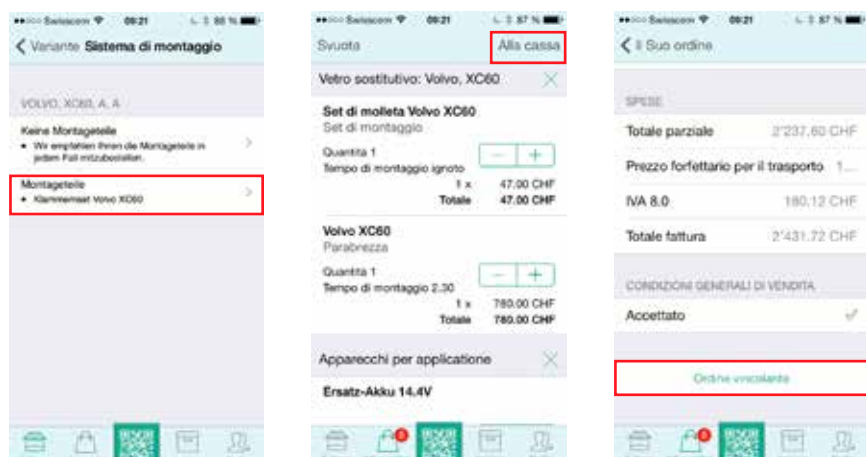 Swisscom 09:21 88 %
Variante Sistema di montaggio
VOLVO, XC60, A, A
Keine Montageteile
• Wir empfehlen Ihnen die Montageteile in
jedem Fall mitzubestellen.
Montageteile
• Klammernset Volvo XC60
Swisscom 09:21 87 %
Svuota Alla cassa
Vetro sostitutivo: Volvo, XC60
Set di molleta Volvo XC60
Set di montaggio
Quantità 1
Tempo di montaggio ignoto
1 x 47.00 CHF
Totale 47.00 CHF
Volvo XC60
Parabrezza
Quantità 1
Tempo di montaggio 2.30
1 x 780.00 CHF
Totale 780.00 CHF
Apparecchi per applicatione
Ersatz-Akku 14.4V
Swisscom 09:21 87 %
Il Suo ordine
SPESE
Totale parziale 2'237.60 CHF
Prezzo forfettario per il trasporto 1...
IVA 8.0 180.12 CHF
Totale fattura 2'431.72 CHF
CONDIZIONI GENERALI DI VENDITA
Accettato
Ordine vincolante